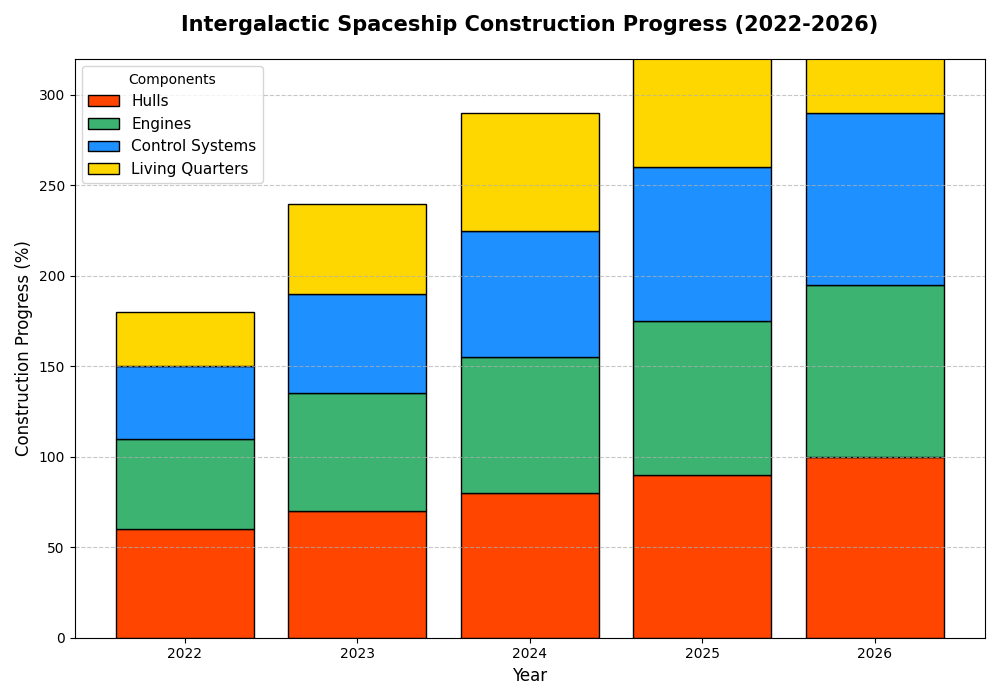 Intergalactic Spaceship Construction Progress (2022-2026)
Components
Hulls
Engines
Control Systems
Living Quarters
Construction Progress (%)
300
250
200
150
100
50
0
2022
2023
2024
2025
2026
Year